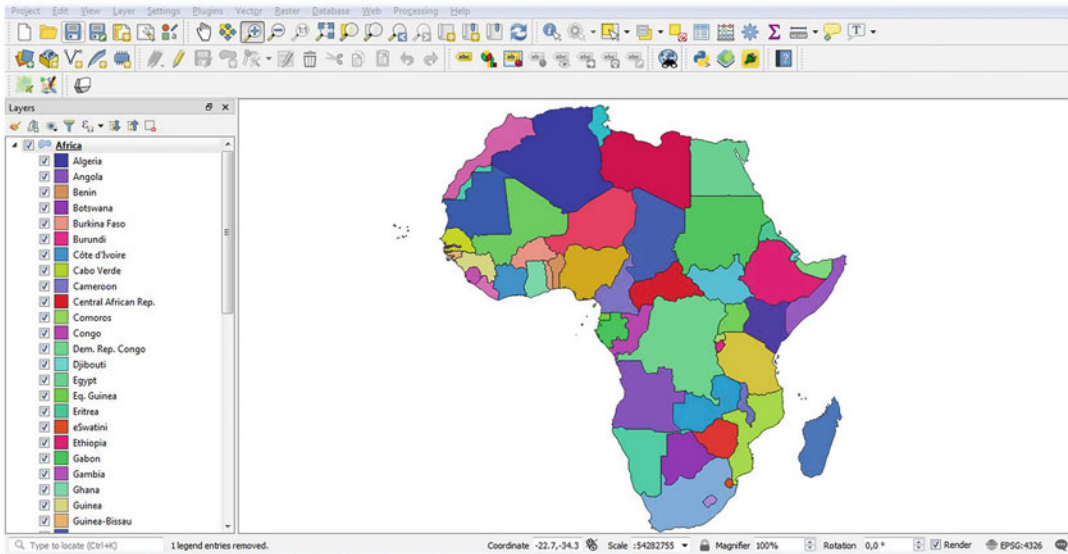 Project Edit View Layer Settings Plugins Vector Raster Database Web Processing Help
Layers
Africa
Algeria
Angola
Benin
Botswana
Burkina Faso
Burundi
Côte d'Ivoire
Cabo Verde
Cameroon
Central African Rep.
Comoros
Congo
Dem. Rep. Congo
Djibouti
Egypt
Eq. Guinea
Eritrea
eSwatini
Ethiopia
Gabon
Gambia
Ghana
Guinea
Guinea-Bissau
Type to locate (Ctrl+K) 1 legend entries removed. Coordinate -22.7,-34.3 Scale :54282755 Magnifier 100% Rotation 0,0 ° Render EPSG:4326